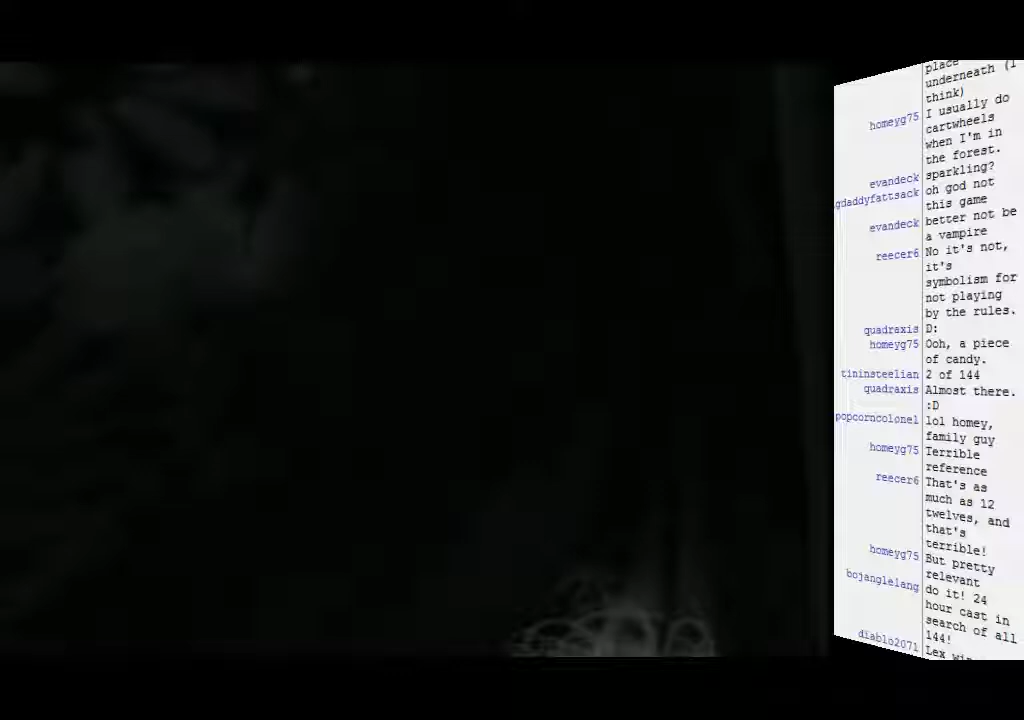 place
underneath (I
think)
homeyg75 I usually do
cartwheels
when I'm in
the forest.
evandeck sparkling?
gdaddyfattsack oh god not
this game
evandeck better not be
a vampire
reecer6 No it's not,
it's
symbolism for
not playing
by the rules.
quadraxis D:
homeyg75 Ooh, a piece
of candy.
tininsteelian 2 of 144
quadraxis Almost there.
:D
popcorncolonel lol homey,
family guy
homeyg75 Terrible
reference
reecer6 That's as
much as 12
twelves, and
that's
terrible!
homeyg75 But pretty
relevant
bojanglelang do it! 24
hour cast in
search of all
144!
diablo2071 Lex